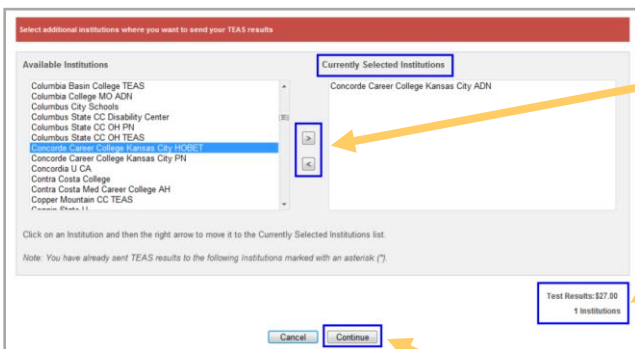 Select additional institutions where you want to send your TEAS results
Available Institutions
Currently Selected Institutions
Columbia Basin College TEAS
Columbia College MO ADN
Columbus City Schools
Columbus State CC Disability Center
Columbus State CC OH PN
Columbus State CC OH TEAS
Concorde Career College Kansas City HOBET
Concorde Career College Kansas City PN
Concordia U CA
Contra Costa College
Contra Costa Med Career College AH
Copper Mountain CC TEAS
Coppin State U
Concorde Career College Kansas City ADN
>
<
Click on an Institution and then the right arrow to move it to the Currently Selected Institutions list.
Note: You have already sent TEAS results to the following institutions marked with an asterisk (*).
Test Results:$27.00
1 Institutions
Cancel
Continue